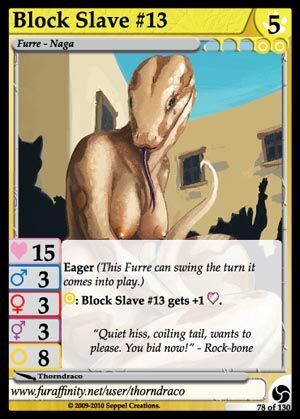 Block Slave #13
5
Furre - Naga
15
3
3
3
8
Eager (This Furre can swing the turn it
comes into play.)
: Block Slave #13 gets +1 ♥.
"Quiet hiss, coiling tail, wants to
please. You bid now!" - Rock-bone
Thorndraco
www.furaffinity.net/user/thorndraco
© 2009-2010 Seppel Creations.
78 of 130